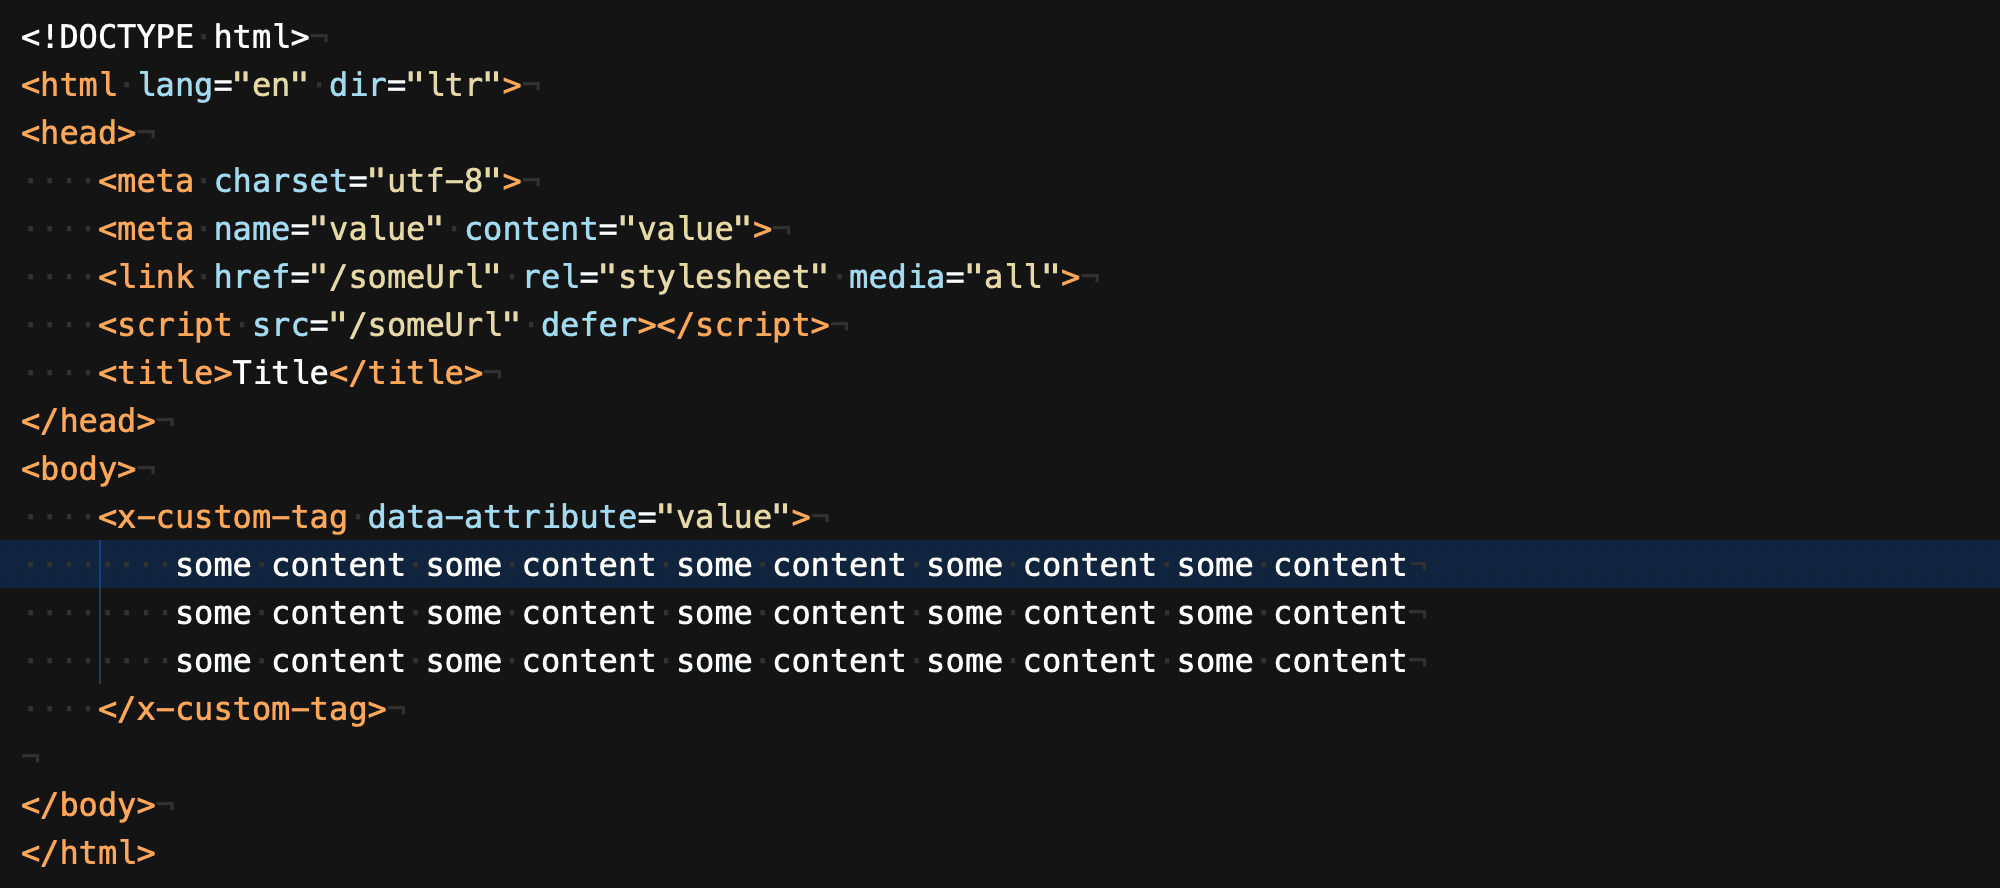 <!DOCTYPE html>
<html lang="en" dir="ltr">
<head>
    <meta charset="utf-8">
    <meta name="value" content="value">
    <link href="/someUrl" rel="stylesheet" media="all">
    <script src="/someUrl" defer></script>
    <title>Title</title>
</head>
<body>
    <x-custom-tag data-attribute="value">
        some content some content some content some content some content
        some content some content some content some content some content
        some content some content some content some content some content
    </x-custom-tag>

</body>
</html>